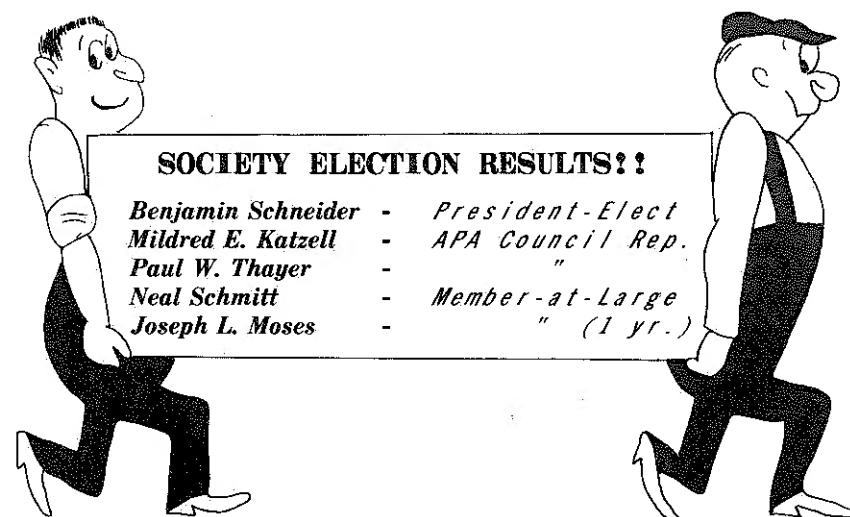 SOCIETY ELECTION RESULTS!!
Benjamin Schneider - President-Elect
Mildred E. Katzell - APA Council Rep.
Paul W. Thayer - "
Neal Schmitt - Member-at-Large
Joseph L. Moses - " (1 yr.)